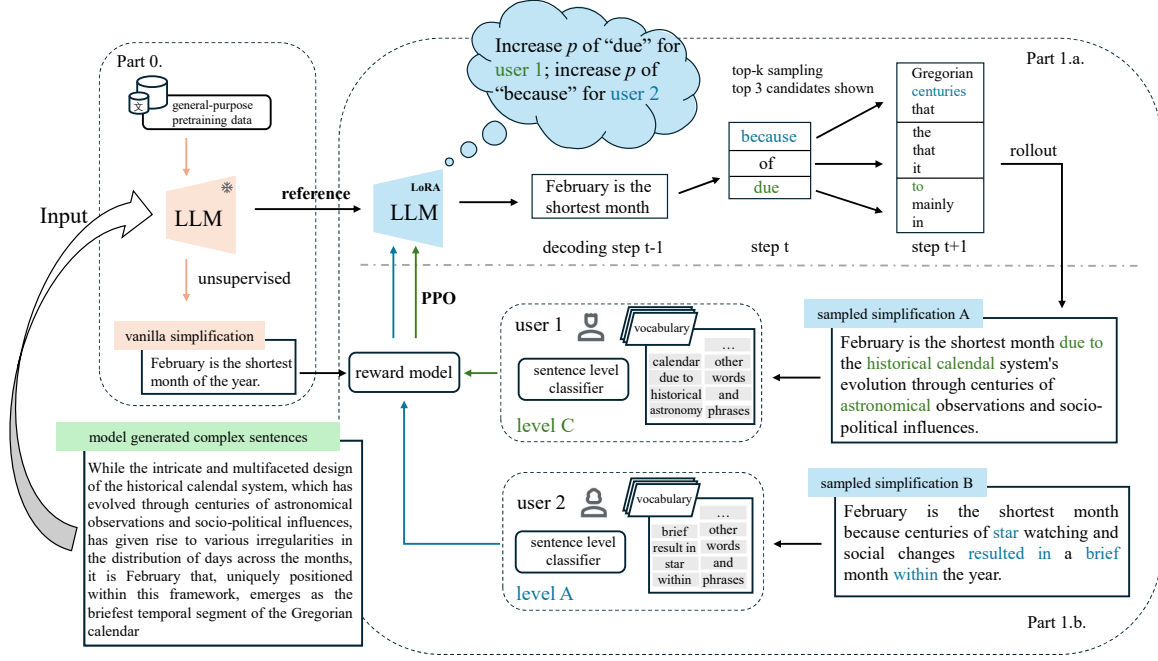 Part 0.
文
general-purpose
pretraining data
LLM
Input
unsupervised
vanilla simplification
February is the shortest
month of the year.
model generated complex sentences
While the intricate and multifaceted design
of the historical calendal system, which has
evolved through centuries of astronomical
observations and socio-political influences,
has given rise to various irregularities in
the distribution of days across the months,
it is February that, uniquely positioned
within this framework, emerges as the
briefest temporal segment of the Gregorian
calendar
reference
Increase p of “due” for
user 1; increase p of
“because” for user 2
LoRA
LLM
February is the
shortest month
decoding step t-1
top-k sampling
top 3 candidates shown
because
of
due
step t
Part 1.a.
Gregorian
centuries
that
the
that
it
to
mainly
in
step t+1
rollout
PPO
reward model
user 1
sentence level
classifier
level C
vocabulary
calendar
due to
historical
astronomy
…
other
words
and
phrases
sampled simplification A
February is the shortest month due to
the historical calendal system's
evolution through centuries of
astronomical observations and socio-
political influences.
user 2
sentence level
classifier
level A
vocabulary
brief
result in
star
within
…
other
words
and
phrases
sampled simplification B
February is the shortest month
because centuries of star watching and
social changes resulted in a brief
month within the year.
Part 1.b.